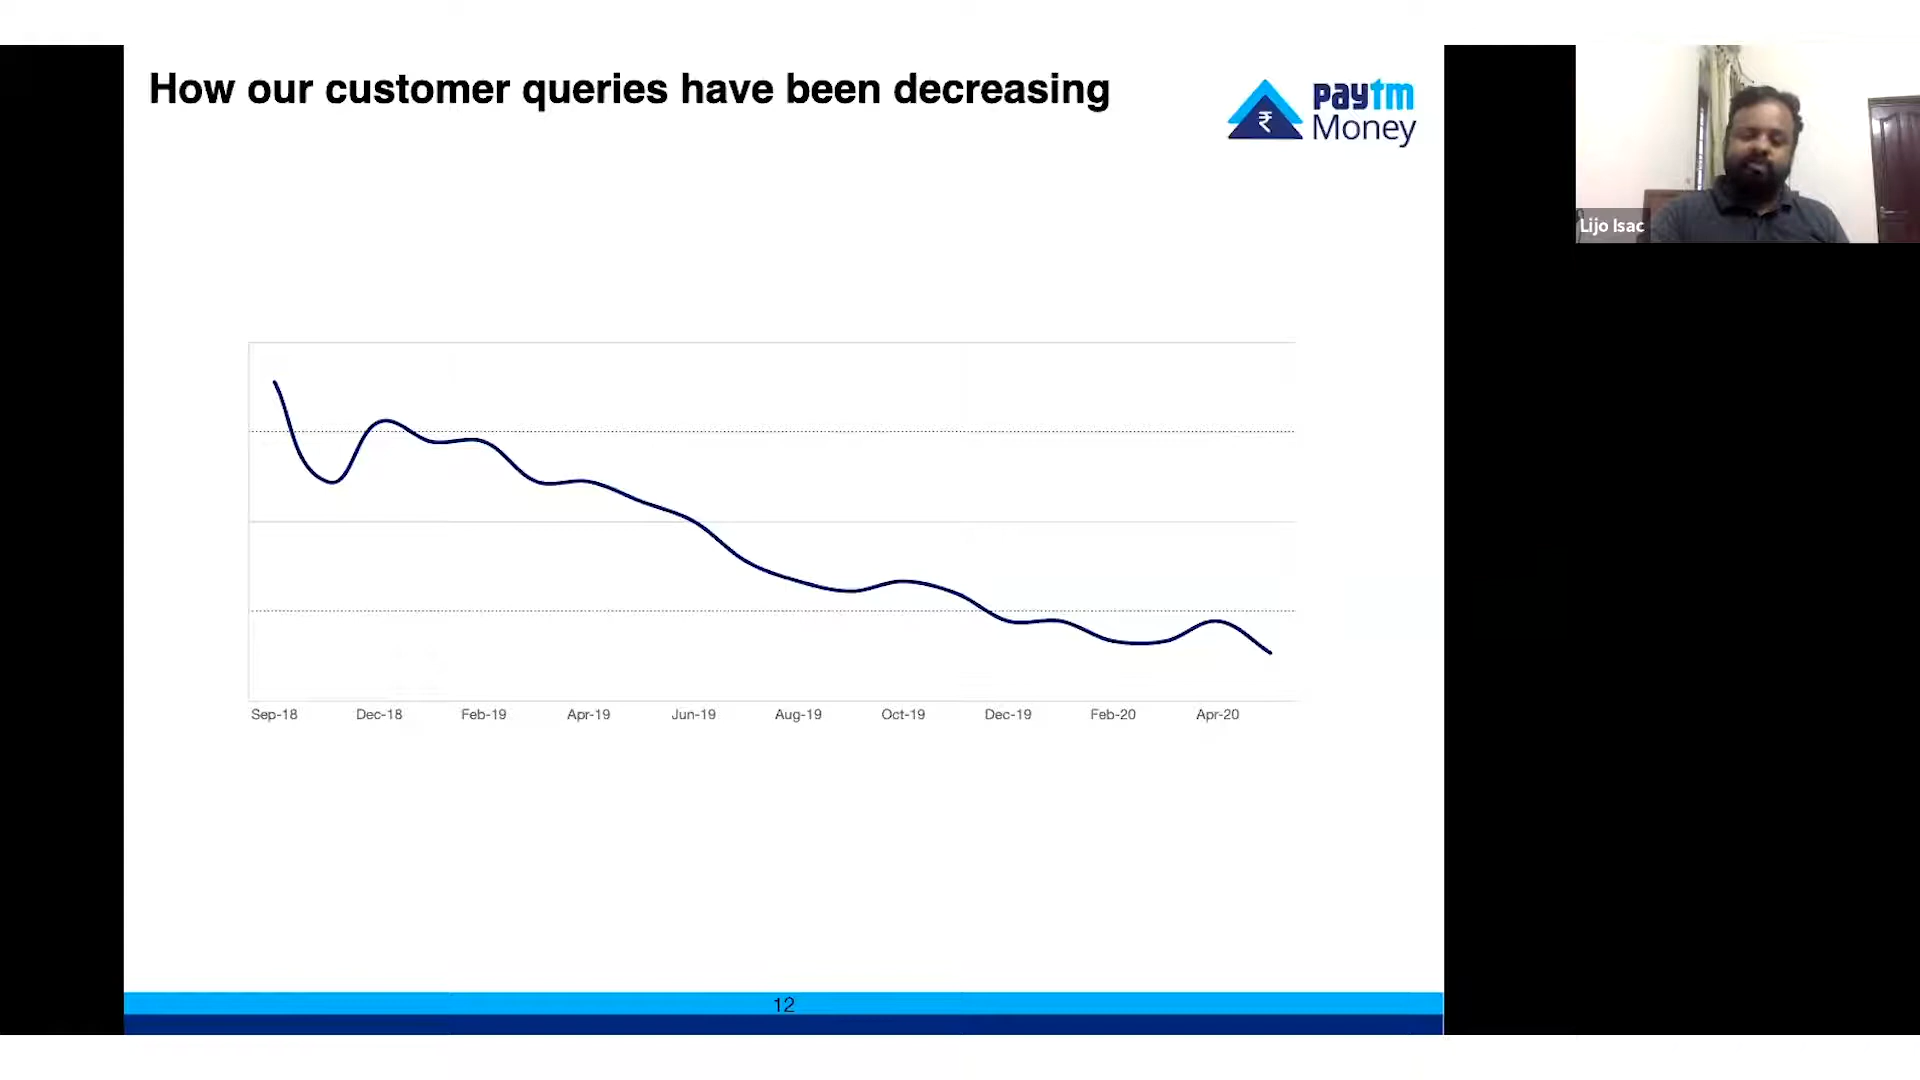 How our customer queries have been decreasing
paytm
Money
₹
Lijo Isac
Sep-18 Dec-18 Feb-19 Apr-19 Jun-19 Aug-19 Oct-19 Dec-19 Feb-20 Apr-20
12